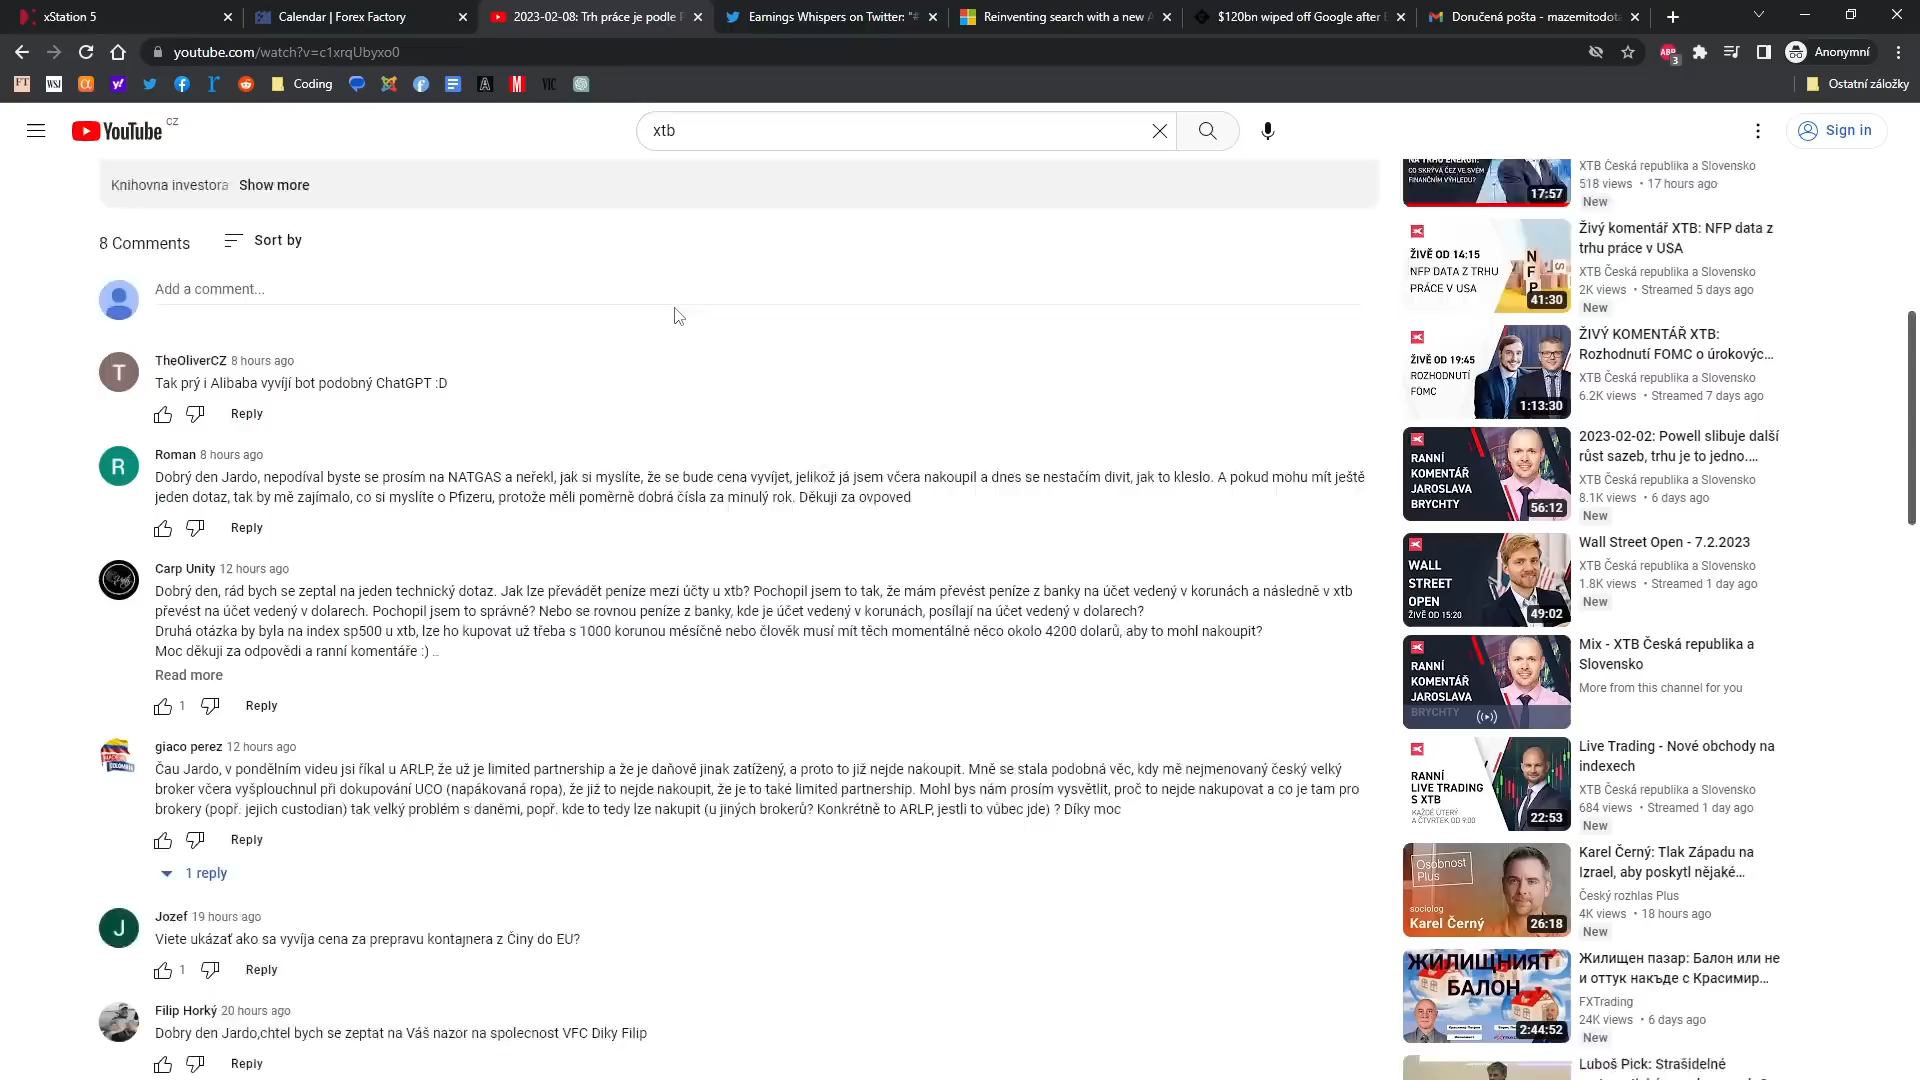 xStation 5
Calendar | Forex Factory
2023-02-08: Trh práce je podle
Earnings Whispers on Twitter: "#
Reinventing search with a new
$120bn wiped off Google after
Doručená pošta - mazemitodot
youtube.com/watch?v=c1xrqUbyxo0
ABP
3
Anonymní
FT
WSJ
Coding
VIC
Ostatní záložky
YouTube CZ
xtb
Sign in
Knihovna investora Show more
8 Comments
Sort by
Add a comment...
T
TheOliverCZ 8 hours ago
Tak prý i Alibaba vyvíjí bot podobný ChatGPT :D
Reply
R
Roman 8 hours ago
Dobrý den Jardo, nepodíval byste se prosím na NATGAS a neřekl, jak si myslíte, že se bude cena vyvíjet, jelikož já jsem včera nakoupil a dnes se nestačím divit, jak to kleslo. A pokud mohu mít ještě
jeden dotaz, tak by mě zajímalo, co si myslíte o Pfizeru, protože měli poměrně dobrá čísla za minulý rok. Děkuji za ovpoved
Reply
Carp Unity 12 hours ago
Dobrý den, rád bych se zeptal na jeden technický dotaz. Jak lze převádět peníze mezi účty u xtb? Pochopil jsem to tak, že mám převést peníze z banky na účet vedený v korunách a následně v xtb
převést na účet vedený v dolarech. Pochopil jsem to správně? Nebo se rovnou peníze z banky, kde je účet vedený v korunách, posílají na účet vedený v dolarech?
Druhá otázka by byla na index sp500 u xtb, lze ho kupovat už třeba s 1000 korunou měsíčně nebo člověk musí mít těch momentálně něco okolo 4200 dolarů, aby to mohl nakoupit?
Moc děkuji za odpovědi a ranní komentáře :) ...
Read more
1
Reply
giaco perez 12 hours ago
Čau Jardo, v pondělním videu jsi říkal u ARLP, že už je limited partnership a že je daňově jinak zatížený, a proto to již nejde nakoupit. Mně se stala podobná věc, kdy mě nejmenovaný český velký
broker včera vyšplouchnul při dokupování UCO (napákovaná ropa), že již to nejde nakoupit, že je to také limited partnership. Mohl bys nám prosím vysvětlit, proč to nejde nakupovat a co je tam pro
brokery (popř. jejich custodian) tak velký problém s daněmi, popř. kde to tedy lze nakupit (u jiných brokerů? Konkrétně to ARLP, jestli to vůbec jde) ? Díky moc
Reply
1 reply
J
Jozef 19 hours ago
Viete ukázať ako sa vyvíja cena za prepravu kontajnera z Činy do EU?
1
Reply
Filip Horký 20 hours ago
Dobry den Jardo,chtel bych se zeptat na Váš nazor na spolecnost VFC Diky Filip
Reply
NA TRHU ENERGIÍ:
CO SKRÝVÁ ČEZ VE SVÉM
FINANČNÍM VÝHLEDU?
17:57
XTB Česká republika a Slovensko
518 views • 17 hours ago
New
ŽIVĚ OD 14:15
NFP DATA Z TRHU
PRÁCE V USA
N
F
P
S
41:30
Živý komentář XTB: NFP data z
trhu práce v USA
XTB Česká republika a Slovensko
2K views • Streamed 5 days ago
New
ŽIVĚ OD 19:45
ROZHODNUTÍ
FOMC
1:13:30
ŽIVÝ KOMENTÁŘ XTB:
Rozhodnutí FOMC o úrokovýc...
XTB Česká republika a Slovensko
6.2K views • Streamed 7 days ago
RANNÍ
KOMENTÁŘ
JAROSLAVA
BRYCHTY
56:12
2023-02-02: Powell slibuje další
růst sazeb, trhu je to jedno....
XTB Česká republika a Slovensko
8.1K views • 6 days ago
New
WALL
STREET
OPEN
ŽIVĚ OD 15:20
49:02
Wall Street Open - 7.2.2023
XTB Česká republika a Slovensko
1.8K views • Streamed 1 day ago
New
RANNÍ
KOMENTÁŘ
JAROSLAVA
BRYCHTY
Mix - XTB Česká republika a
Slovensko
More from this channel for you
RANNÍ
LIVE TRADING
S XTB
KAŽDÉ ÚTERÝ
A ČTVRTEK OD 9:00
22:53
Live Trading - Nové obchody na
indexech
XTB Česká republika a Slovensko
684 views • Streamed 1 day ago
New
Osobnost
Plus
sociolog
Karel Černý
26:18
Karel Černý: Tlak Západu na
Izrael, aby poskytl nějaké...
Český rozhlas Plus
4K views • 18 hours ago
New
ЖИЛИЩНИЯТ
БАЛОН
2:44:52
Жилищен пазар: Балон или не
и оттук накъде с Красимир...
FXTrading
24K views • 6 days ago
New
Luboš Pick: Strašidelné